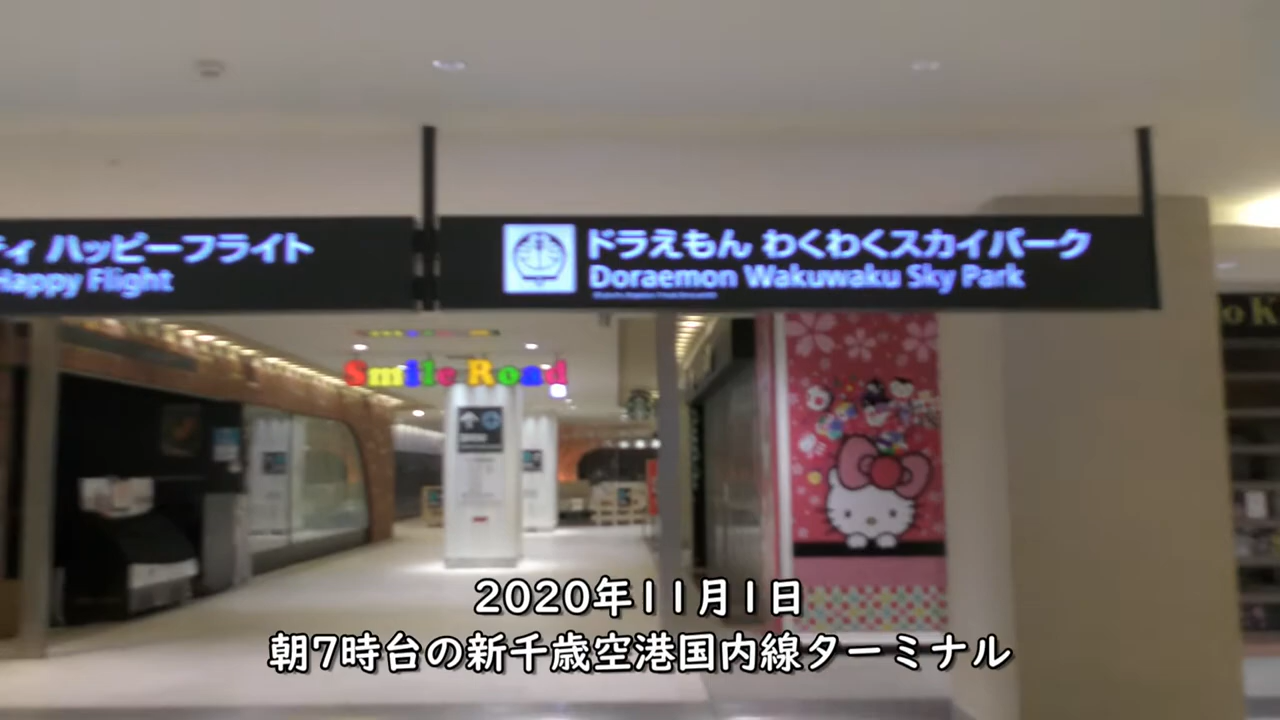 ティ ハッピーフライト
Happy Flight
ドラえもん わくわくスカイパーク
Doraemon Wakuwaku Sky Park
Smile Road
2020年11月1日
朝7時台の新千歳空港国内線ターミナル